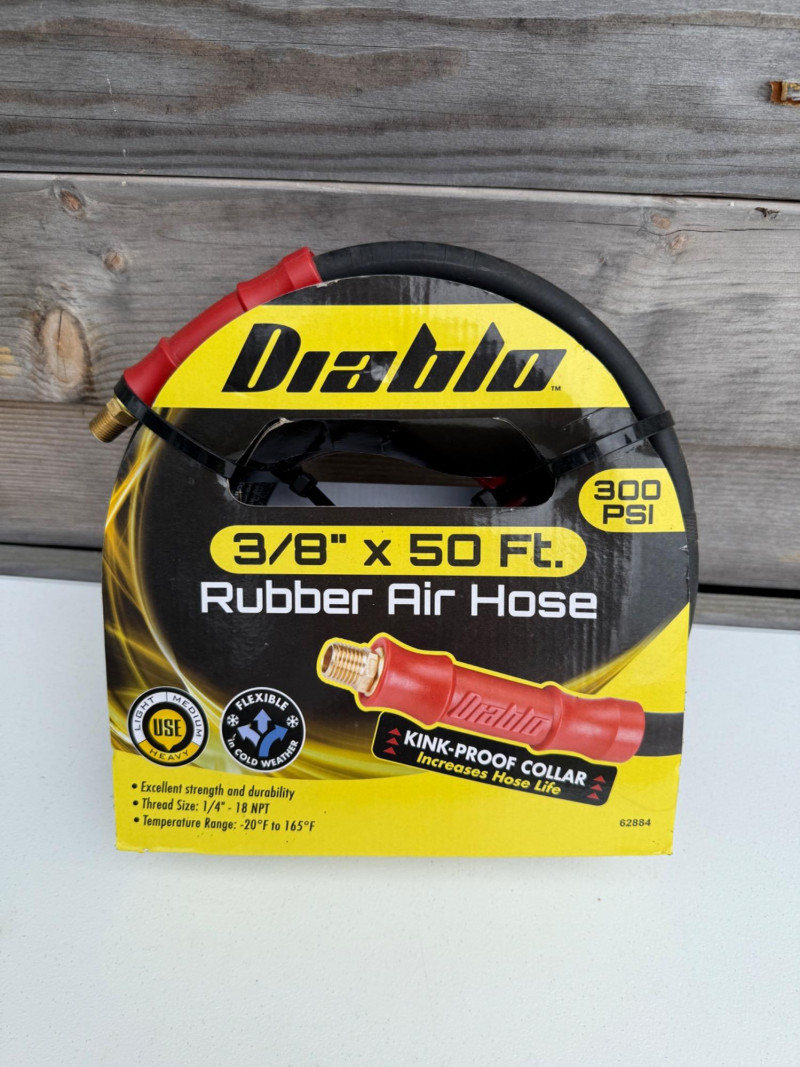 Diablo™
300
PSI
3/8" x 50 Ft.
Rubber Air Hose
Diablo
LIGHT MEDIUM
USE
HEAVY
FLEXIBLE
in COLD WEATHER
KINK-PROOF COLLAR
Increases Hose Life
• Excellent strength and durability
• Thread Size: 1/4" - 18 NPT
• Temperature Range: -20°F to 165°F
62884